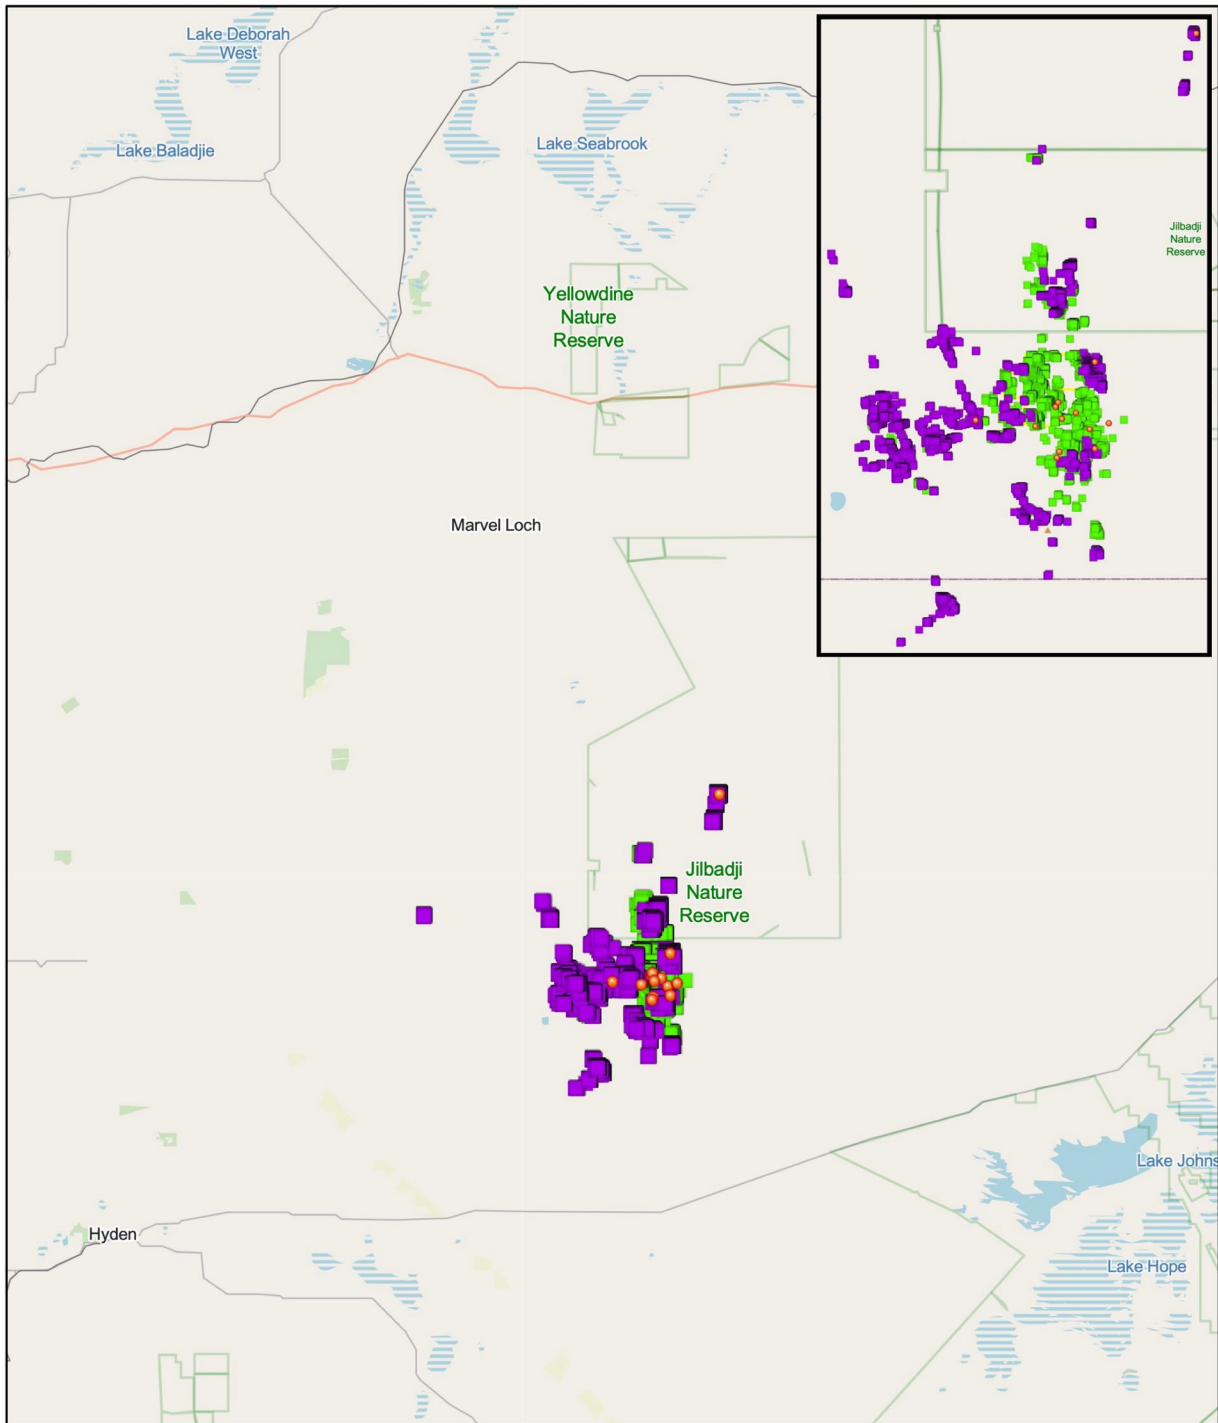 Lake Deborah
West
Lake Baladjie
Lake Seabrook
Jilbadji
Nature
Reserve
Yellowdine
Nature
Reserve
Marvel Loch
Jilbadji
Nature
Reserve
Lake Johns
Hyden
Lake Hope